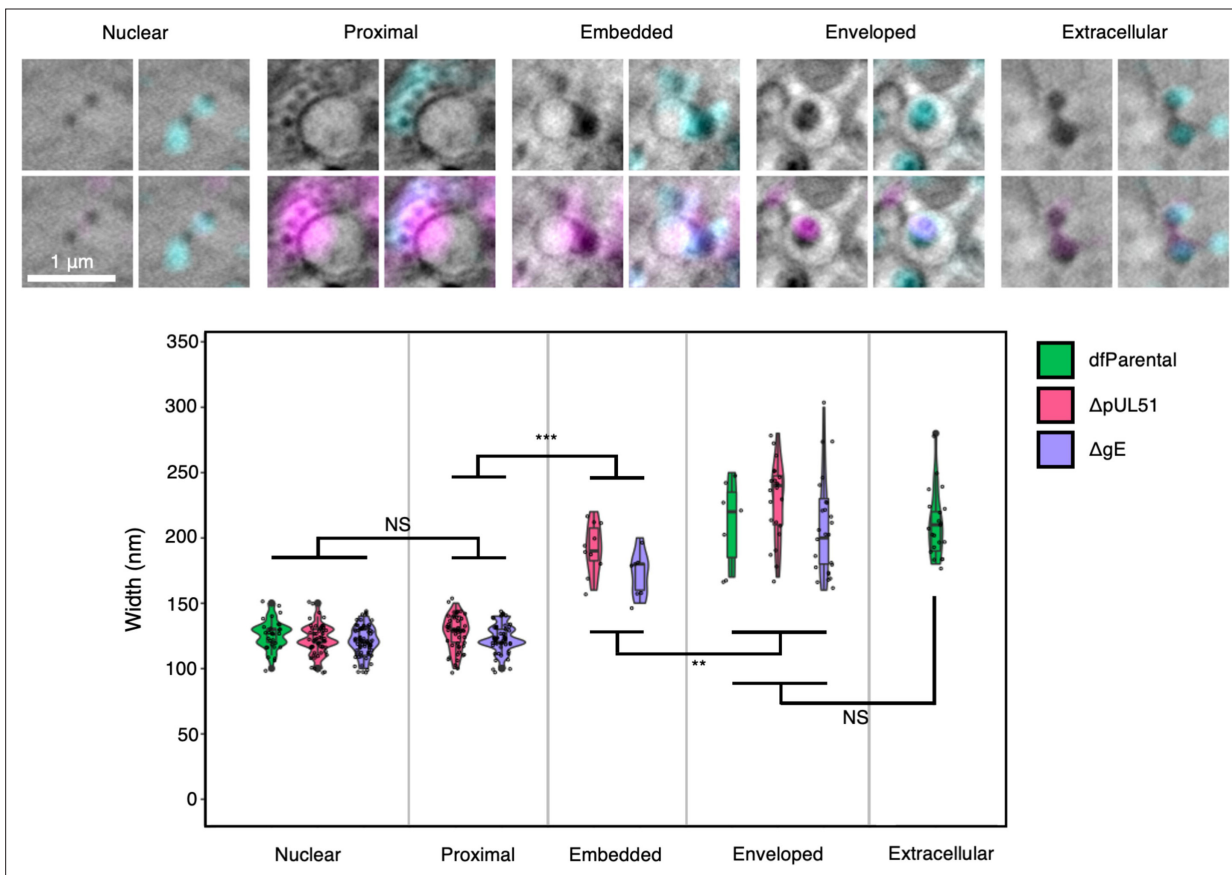 Nuclear Proximal Embedded Enveloped Extracellular
1 μm
350
300
250
200
150
100
50
0
Width (nm)
***
NS
**
NS
dfParental
ΔpUL51
ΔgE
Nuclear Proximal Embedded Enveloped Extracellular